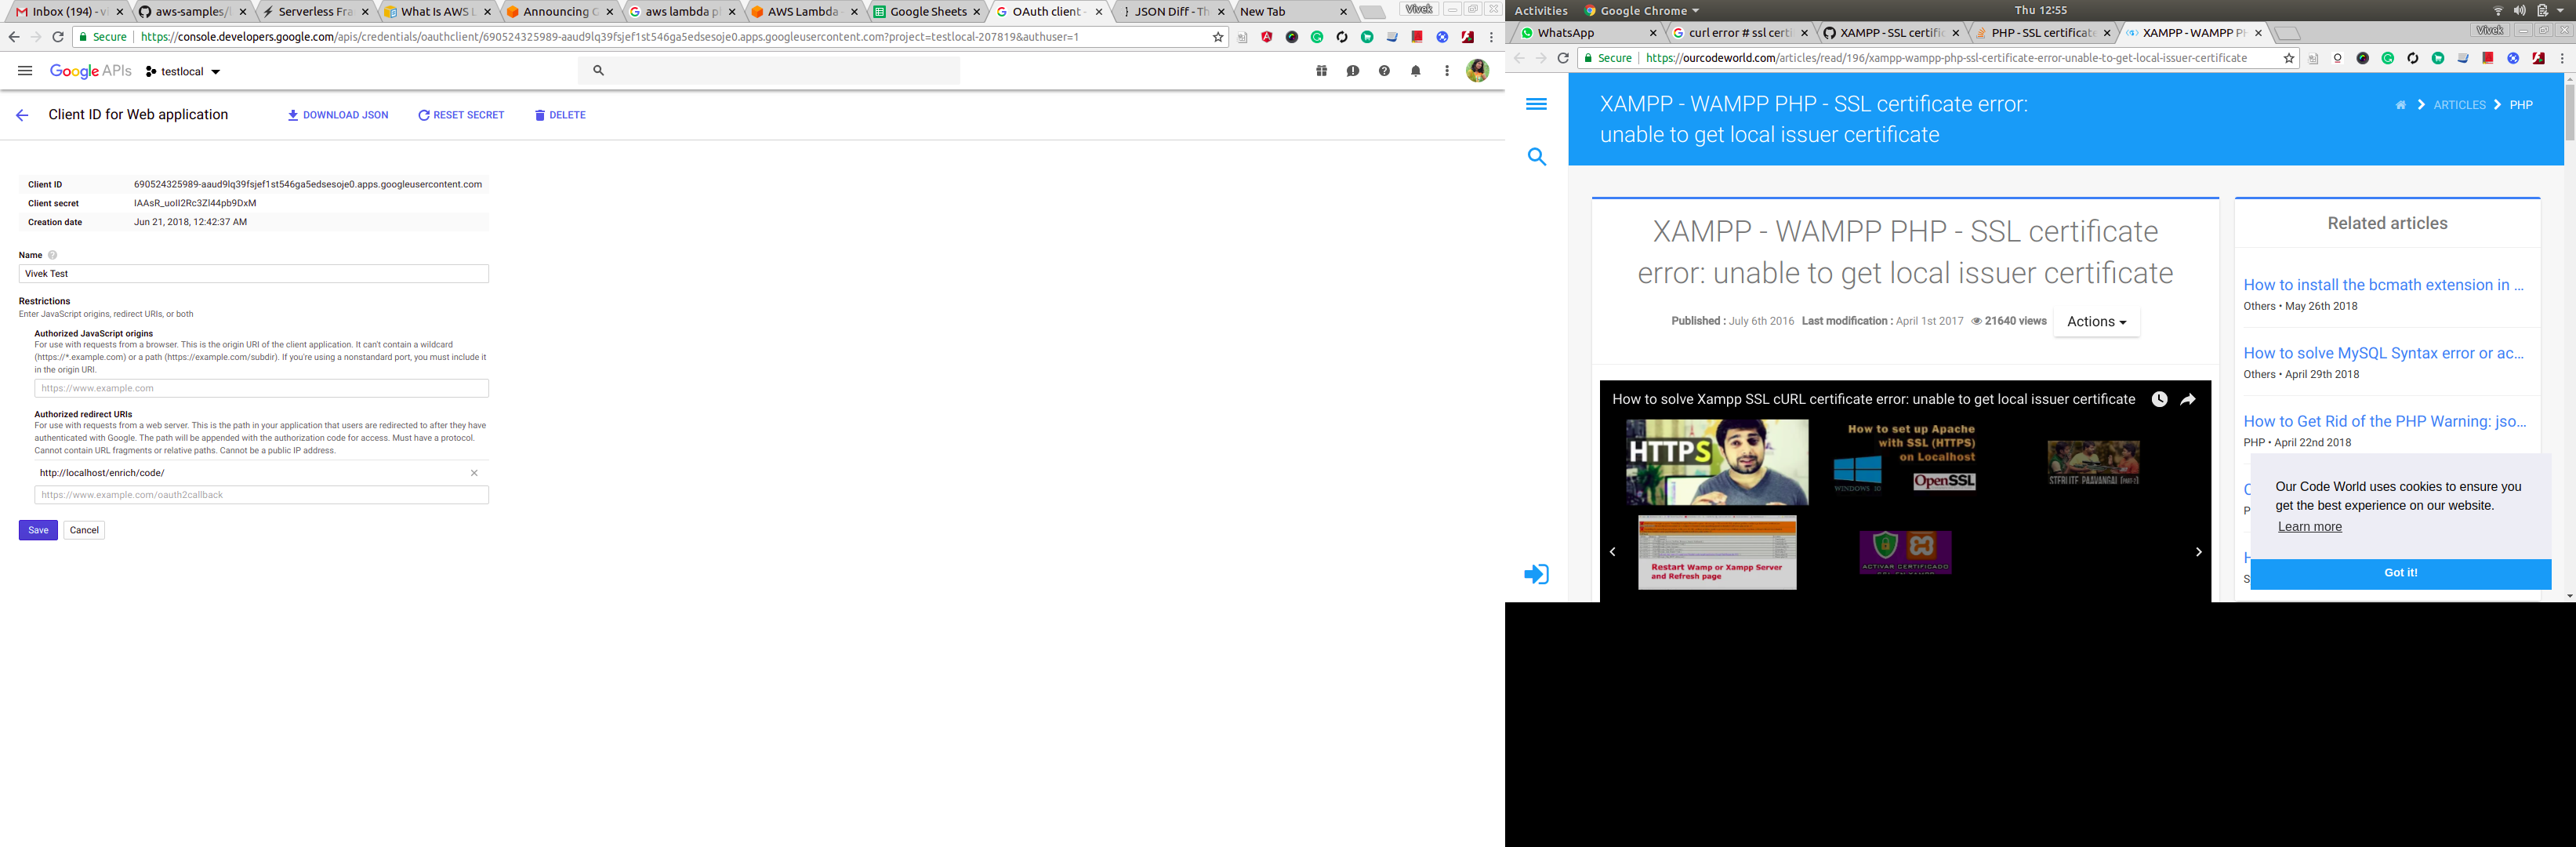 Inbox (194) - vi
aws-samples/l
Serverless Fra
What Is AWS L
Announcing G
aws lambda pl
AWS Lambda -
Google Sheets
OAuth client -
JSON Diff - Th
New Tab
Vivek
Secure
https://console.developers.google.com/apis/credentials/oauthclient/690524325989-aaud9lq39fsjef1st546ga5edsesoje0.apps.googleusercontent.com?project=testlocal-207819&authuser=1
Google APIs
testlocal
Client ID for Web application
DOWNLOAD JSON
RESET SECRET
DELETE
Client ID 690524325989-aaud9lq39fsjef1st546ga5edsesoje0.apps.googleusercontent.com
Client secret IAAsR_uoII2Rc3Zl44pb9DxM
Creation date Jun 21, 2018, 12:42:37 AM
Name
Vivek Test
Restrictions
Enter JavaScript origins, redirect URIs, or both
Authorized JavaScript origins
For use with requests from a browser. This is the origin URI of the client application. It can't contain a wildcard
(https://*.example.com) or a path (https://example.com/subdir). If you're using a nonstandard port, you must include it
in the origin URI.
https://www.example.com
Authorized redirect URIs
For use with requests from a web server. This is the path in your application that users are redirected to after they have
authenticated with Google. The path will be appended with the authorization code for access. Must have a protocol.
Cannot contain URL fragments or relative paths. Cannot be a public IP address.
http://localhost/enrich/code/
https://www.example.com/oauth2callback
Save
Cancel
Activities
Google Chrome
Thu 12:55
WhatsApp
curl error # ssl certi
XAMPP - SSL certific
PHP - SSL certificate
XAMPP - WAMPP PH
Vivek
Secure
https://ourcodeworld.com/articles/read/196/xampp-wampp-php-ssl-certificate-error-unable-to-get-local-issuer-certificate
XAMPP - WAMPP PHP - SSL certificate error:
unable to get local issuer certificate
ARTICLES
PHP
XAMPP - WAMPP PHP - SSL certificate
error: unable to get local issuer certificate
Published : July 6th 2016 Last modification : April 1st 2017 21640 views
Actions
How to solve Xampp SSL cURL certificate error: unable to get local issuer certificate
HTTPS
How to set up Apache
with SSL (HTTPS)
on Localhost
WINDOWS 10
OpenSSL
STERLITE PAAVANGAL
Restart Wamp or Xampp Server
and Refresh page
ACTIVAR CERTIFICADO
SSL EN XAMPP
Related articles
How to install the bcmath extension in ...
Others • May 26th 2018
How to solve MySQL Syntax error or ac...
Others • April 29th 2018
How to Get Rid of the PHP Warning: jso...
PHP • April 22nd 2018
Our Code World uses cookies to ensure you
get the best experience on our website.
Learn more
Got it!